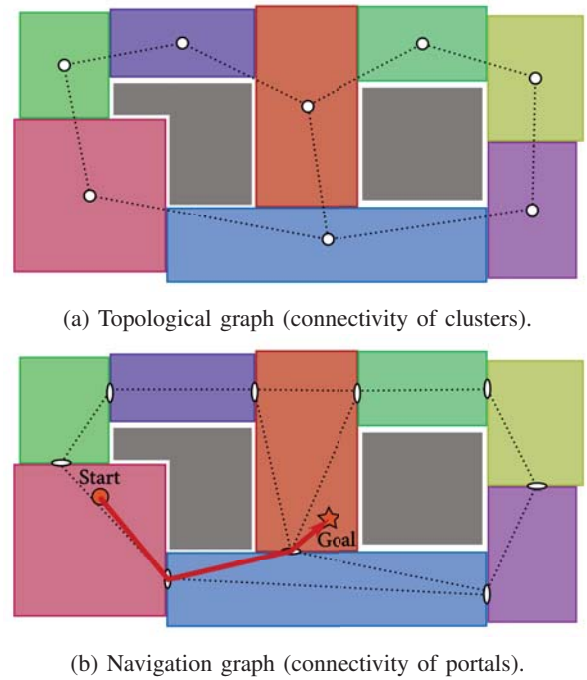 (a) Topological graph (connectivity of clusters).
Start
Goal
(b) Navigation graph (connectivity of portals).